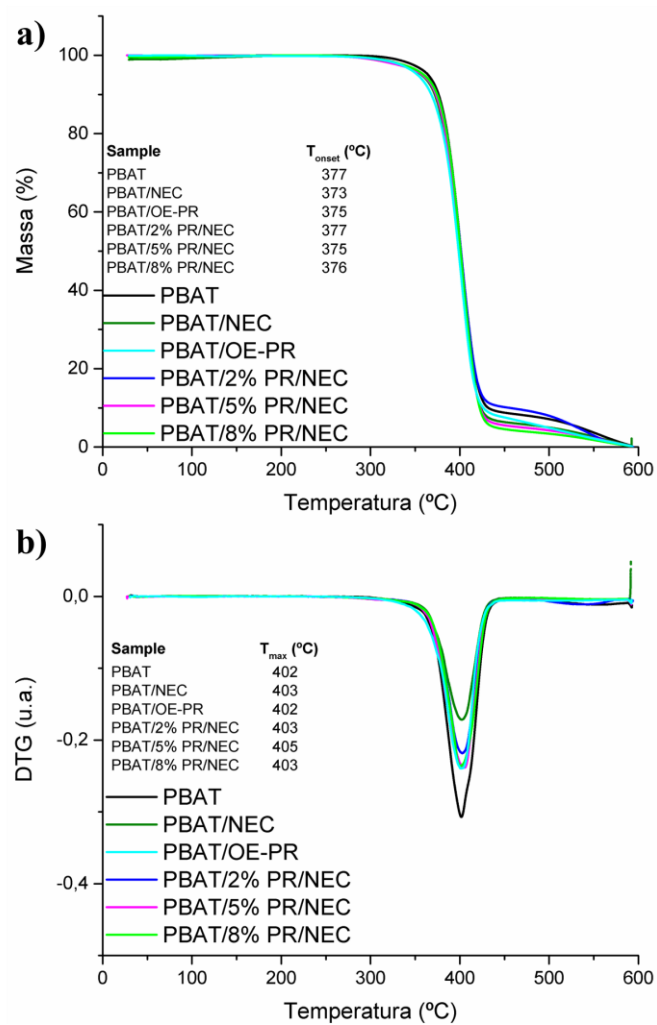 a)
100
80
60
40
20
0
Massa (%)
Sample T_onset (ºC)
PBAT 377
PBAT/NEC 373
PBAT/OE-PR 375
PBAT/2% PR/NEC 377
PBAT/5% PR/NEC 375
PBAT/8% PR/NEC 376
PBAT
PBAT/NEC
PBAT/OE-PR
PBAT/2% PR/NEC
PBAT/5% PR/NEC
PBAT/8% PR/NEC
0 100 200 300 400 500 600
Temperatura (ºC)
b)
0,0
-0,2
-0,4
DTG (u.a.)
Sample T_max (ºC)
PBAT 402
PBAT/NEC 403
PBAT/OE-PR 402
PBAT/2% PR/NEC 403
PBAT/5% PR/NEC 405
PBAT/8% PR/NEC 403
PBAT
PBAT/NEC
PBAT/OE-PR
PBAT/2% PR/NEC
PBAT/5% PR/NEC
PBAT/8% PR/NEC
0 100 200 300 400 500 600
Temperatura (ºC)